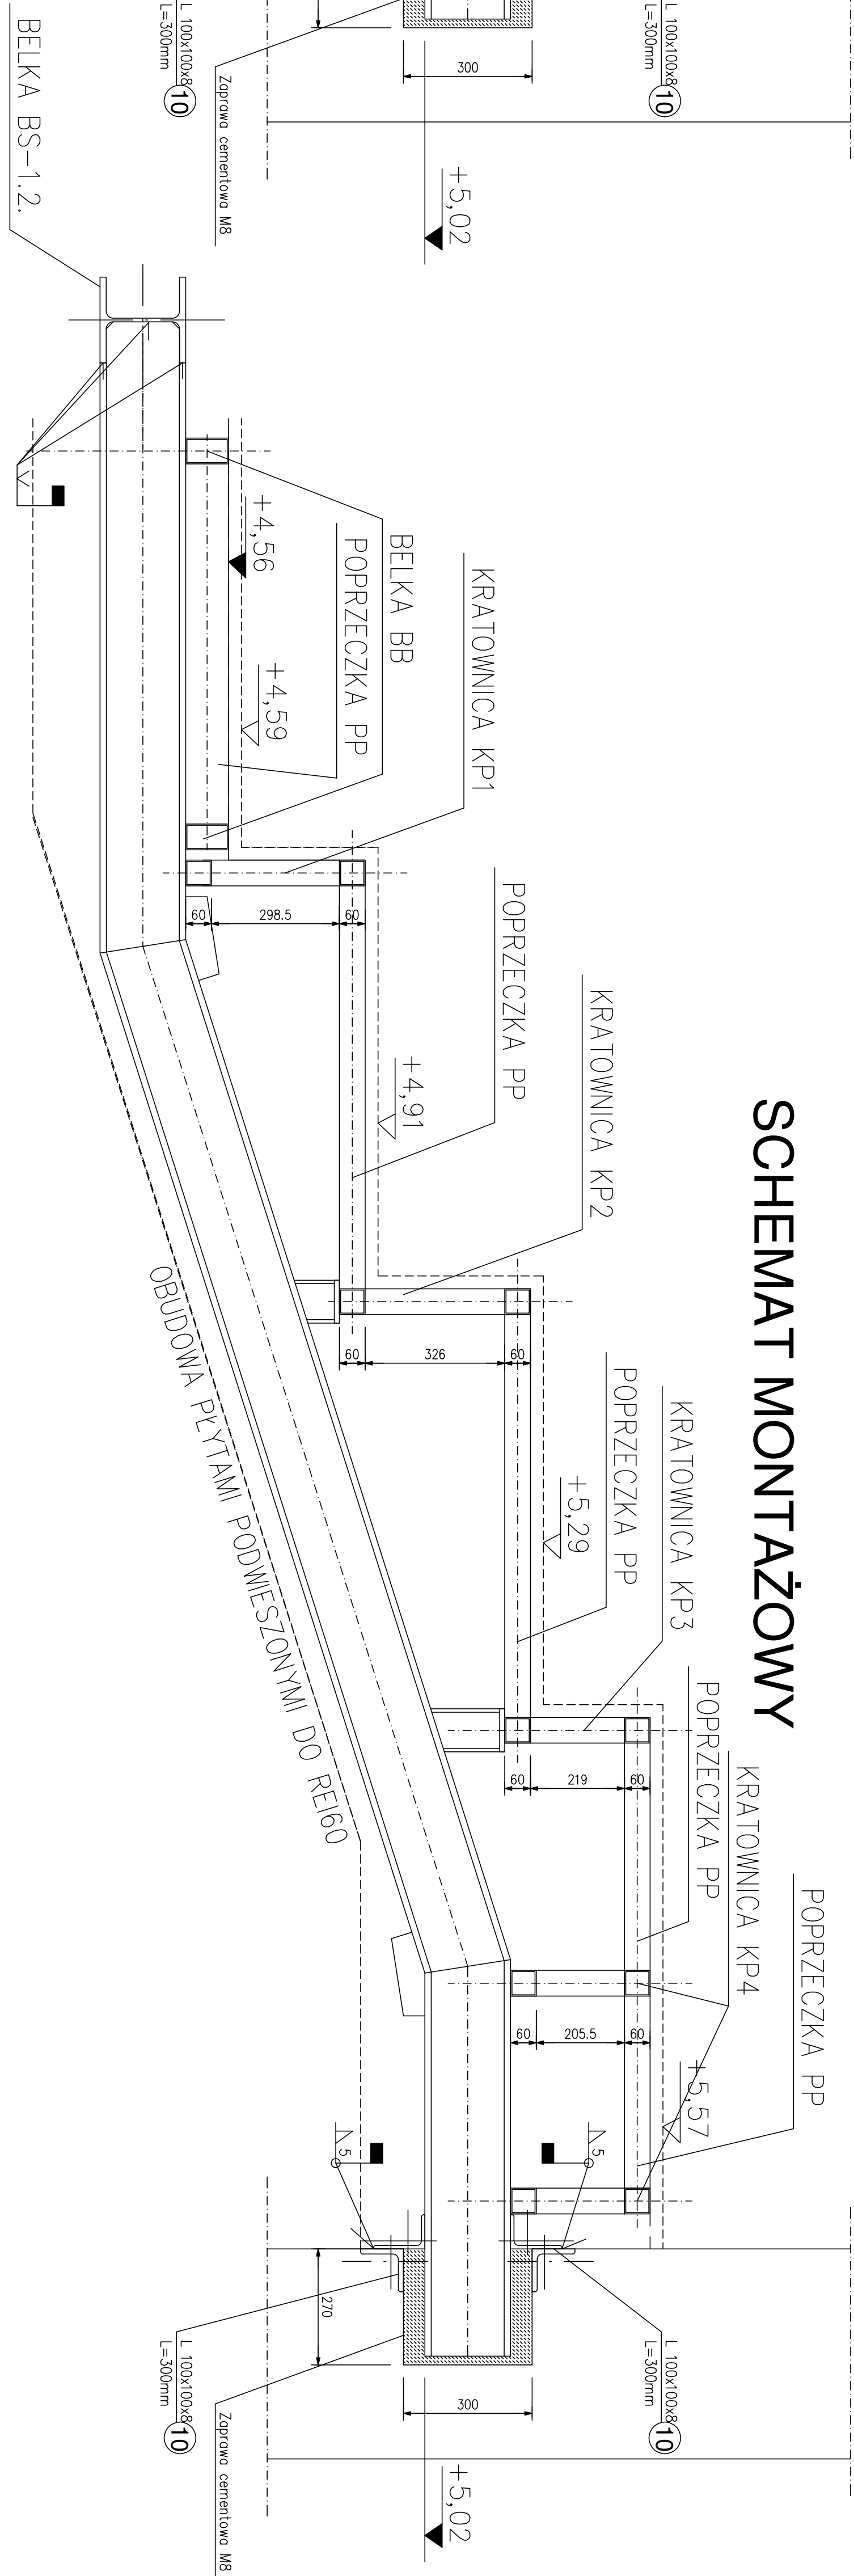 SCHEMAT MONTAŻOWY
L 100x100x8
L=300mm
10
Zaprawa cementowa M8
300
+5,02
L 100x100x8
L=300mm
10
BELKA BS-1.2.
BELKA BB
POPRZECZKA PP
+4,56
+4,59
KRATOWNICA KP1
60
298.5
60
POPRZECZKA PP
+4,91
KRATOWNICA KP2
60
326
60
POPRZECZKA PP
+5,29
KRATOWNICA KP3
60
219
60
POPRZECZKA PP
KRATOWNICA KP4
60
205.5
60
POPRZECZKA PP
+5,57
OBUDOWA PŁYTAMI PODWIESZONYMI DO REI60
5
5
270
300
L 100x100x8
L=300mm
10
L 100x100x8
L=300mm
10
Zaprawa cementowa M8
+5,02